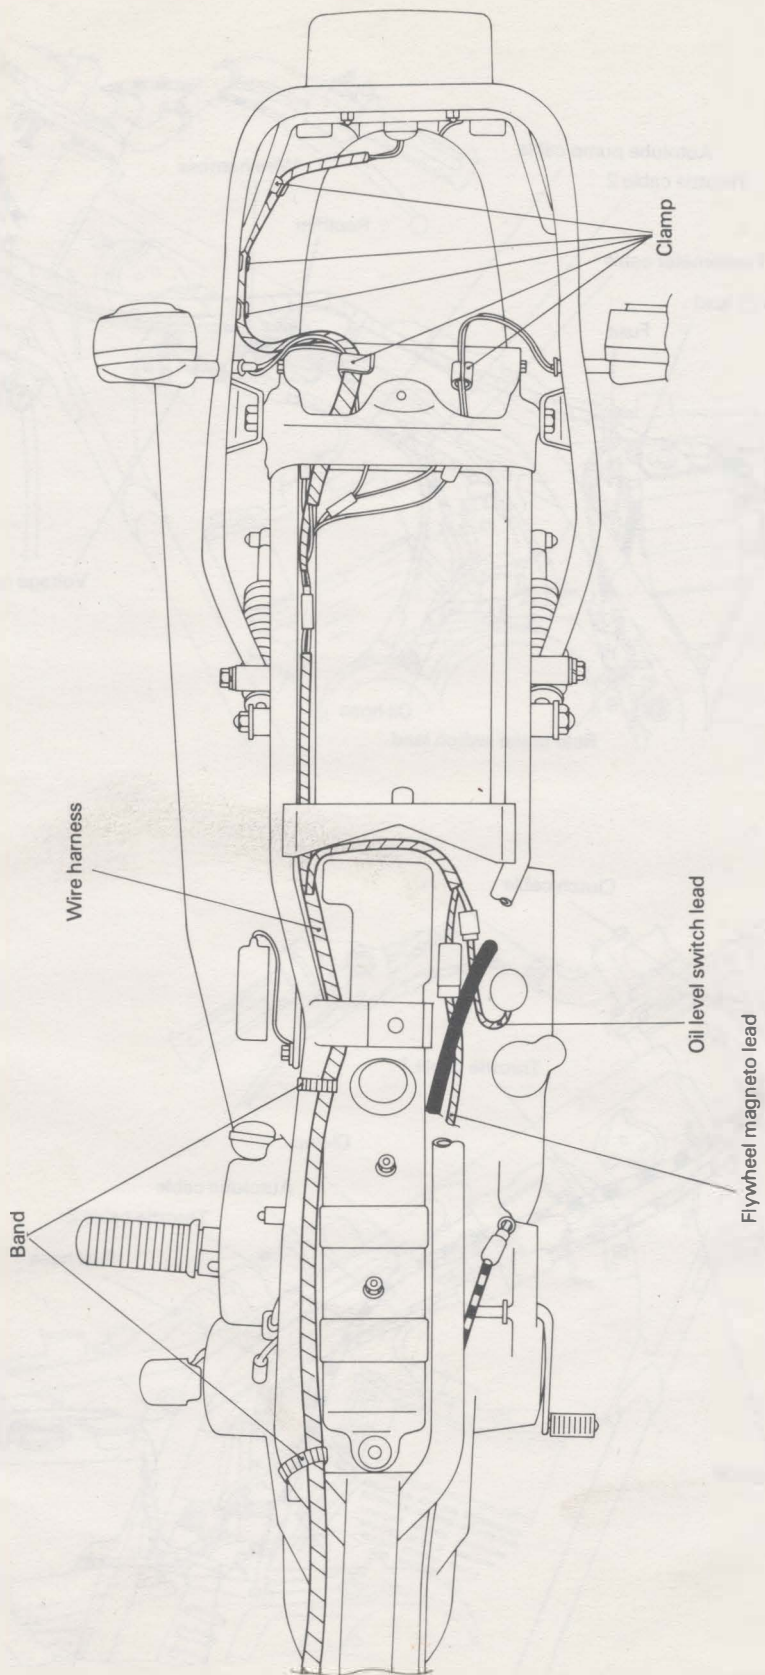 Clamp
Wire harness
Oil level switch lead
Flywheel magneto lead
Band